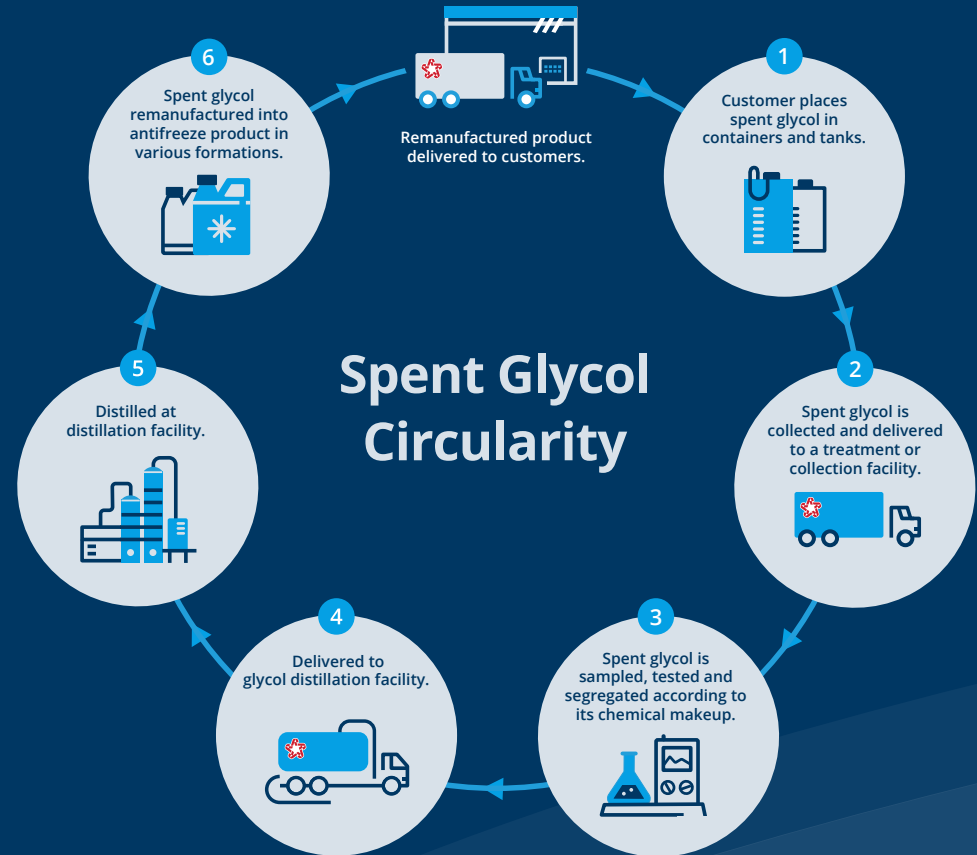 Spent Glycol
Circularity
1
Customer places
spent glycol in
containers and tanks.
2
Spent glycol is
collected and delivered
to a treatment or
collection facility.
3
Spent glycol is
sampled, tested and
segregated according to
its chemical makeup.
4
Delivered to
glycol distillation facility.
5
Distilled at
distillation facility.
6
Spent glycol
remanufactured into
antifreeze product in
various formations.
Remanufactured product
delivered to customers.